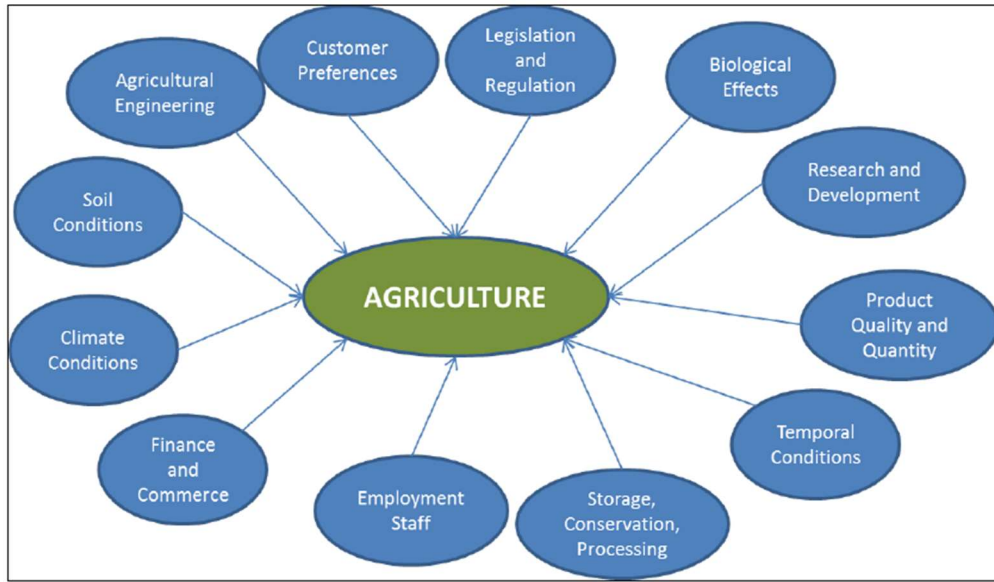 Customer
Preferences
Legislation
and
Regulation
Biological
Effects
Agricultural
Engineering
Research and
Development
Soil
Conditions
AGRICULTURE
Product
Quality and
Quantity
Climate
Conditions
Temporal
Conditions
Finance
and
Commerce
Employment
Staff
Storage,
Conservation,
Processing